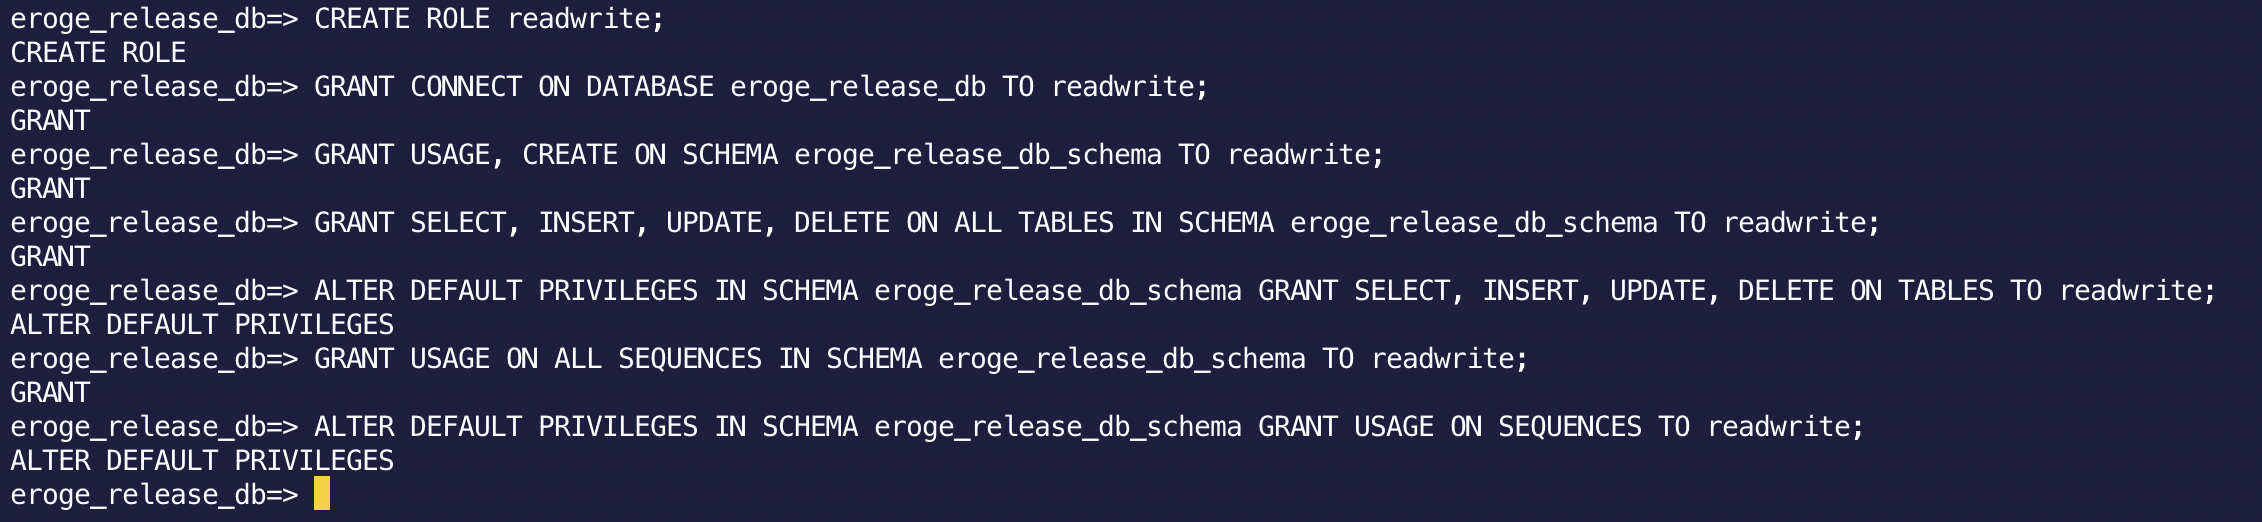 eroge_release_db=> CREATE ROLE readwrite;
CREATE ROLE
eroge_release_db=> GRANT CONNECT ON DATABASE eroge_release_db TO readwrite;
GRANT
eroge_release_db=> GRANT USAGE, CREATE ON SCHEMA eroge_release_db_schema TO readwrite;
GRANT
eroge_release_db=> GRANT SELECT, INSERT, UPDATE, DELETE ON ALL TABLES IN SCHEMA eroge_release_db_schema TO readwrite;
GRANT
eroge_release_db=> ALTER DEFAULT PRIVILEGES IN SCHEMA eroge_release_db_schema GRANT SELECT, INSERT, UPDATE, DELETE ON TABLES TO readwrite;
ALTER DEFAULT PRIVILEGES
eroge_release_db=> GRANT USAGE ON ALL SEQUENCES IN SCHEMA eroge_release_db_schema TO readwrite;
GRANT
eroge_release_db=> ALTER DEFAULT PRIVILEGES IN SCHEMA eroge_release_db_schema GRANT USAGE ON SEQUENCES TO readwrite;
ALTER DEFAULT PRIVILEGES
eroge_release_db=>